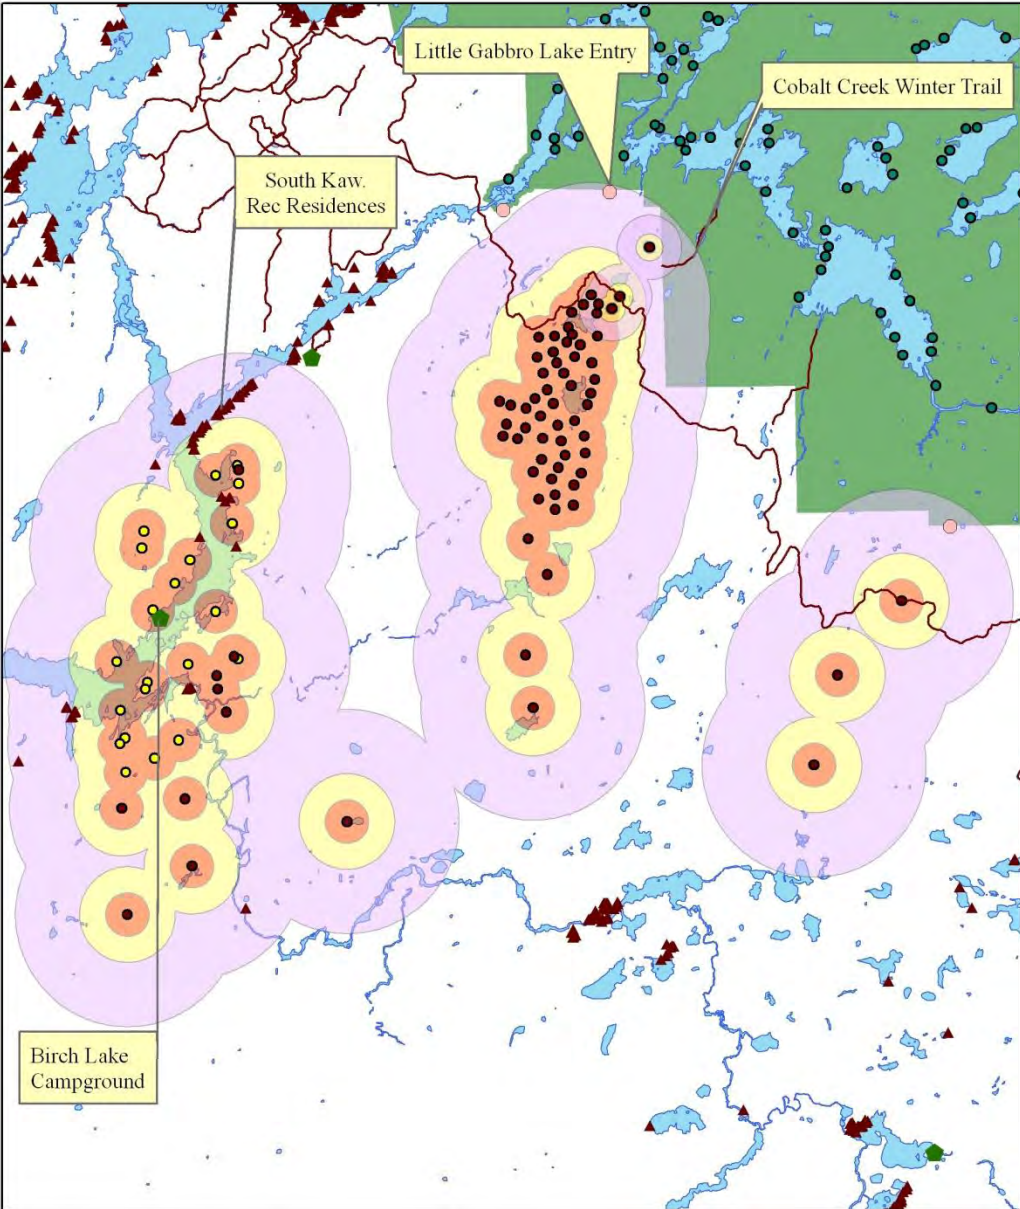 Little Gabbro Lake Entry
Cobalt Creek Winter Trail
South Kaw.
Rec Residences
Birch Lake
Campground